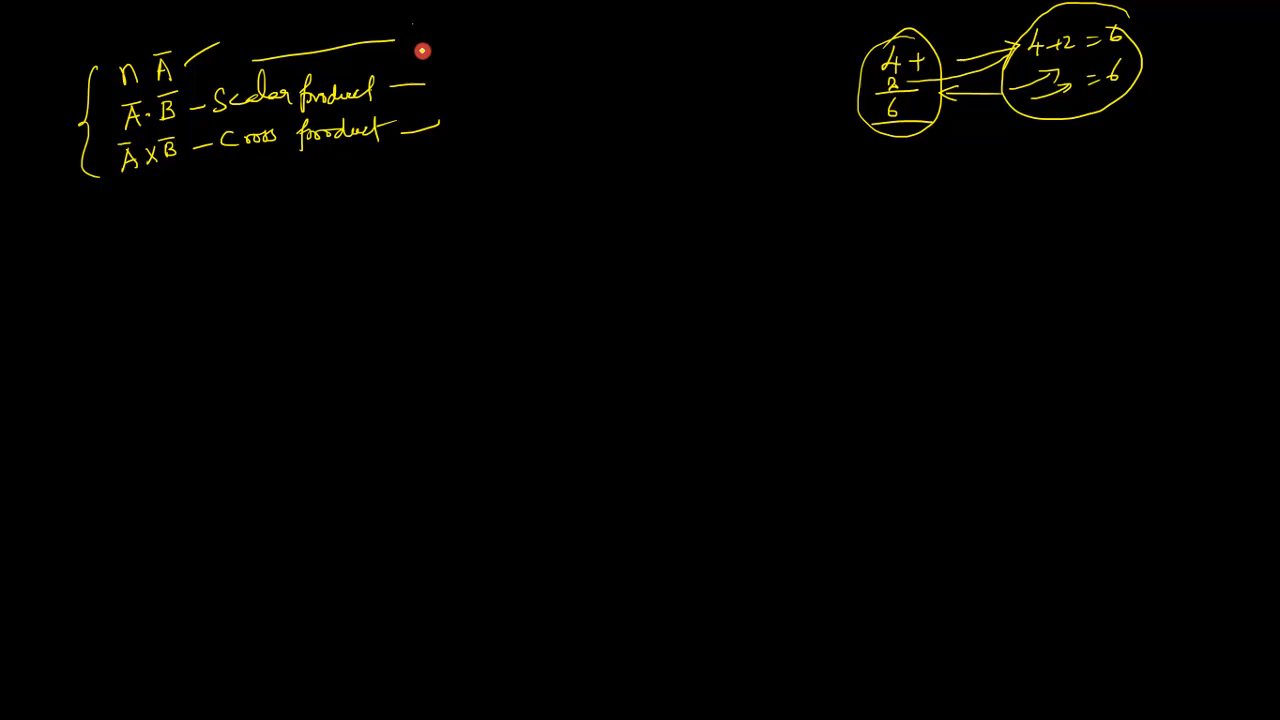 n A̅
A̅ · B̅ - Scalar product -
A̅ × B̅ - Cross product -
4 +
2
6
4 + 2 = 6
= 6